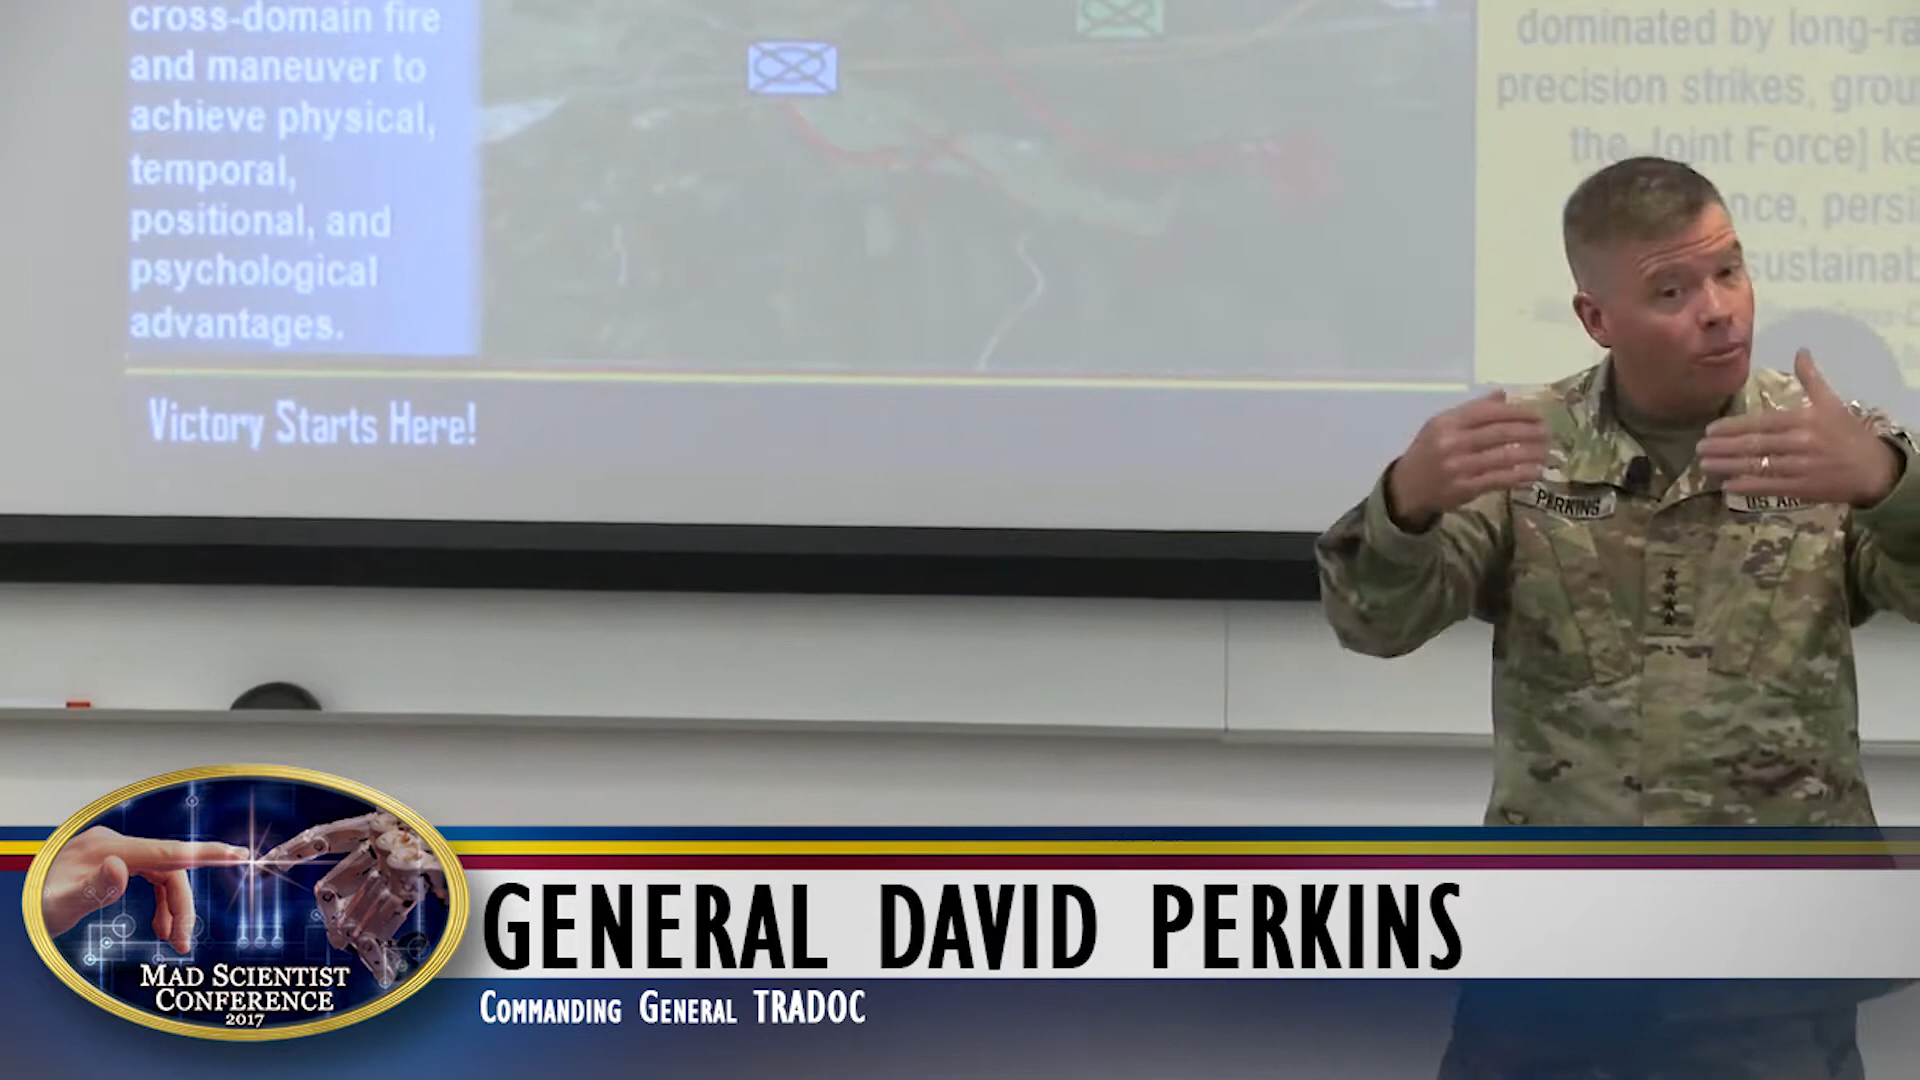 cross-domain fire
and maneuver to
achieve physical,
temporal,
positional, and
psychological
advantages.
Victory Starts Here!
dominated by long-ra
precision strikes, grou
the Joint Force] ke
nce, persi
sustainab
PERKINS
US AR
GENERAL DAVID PERKINS
COMMANDING GENERAL TRADOC
MAD SCIENTIST
CONFERENCE
2017